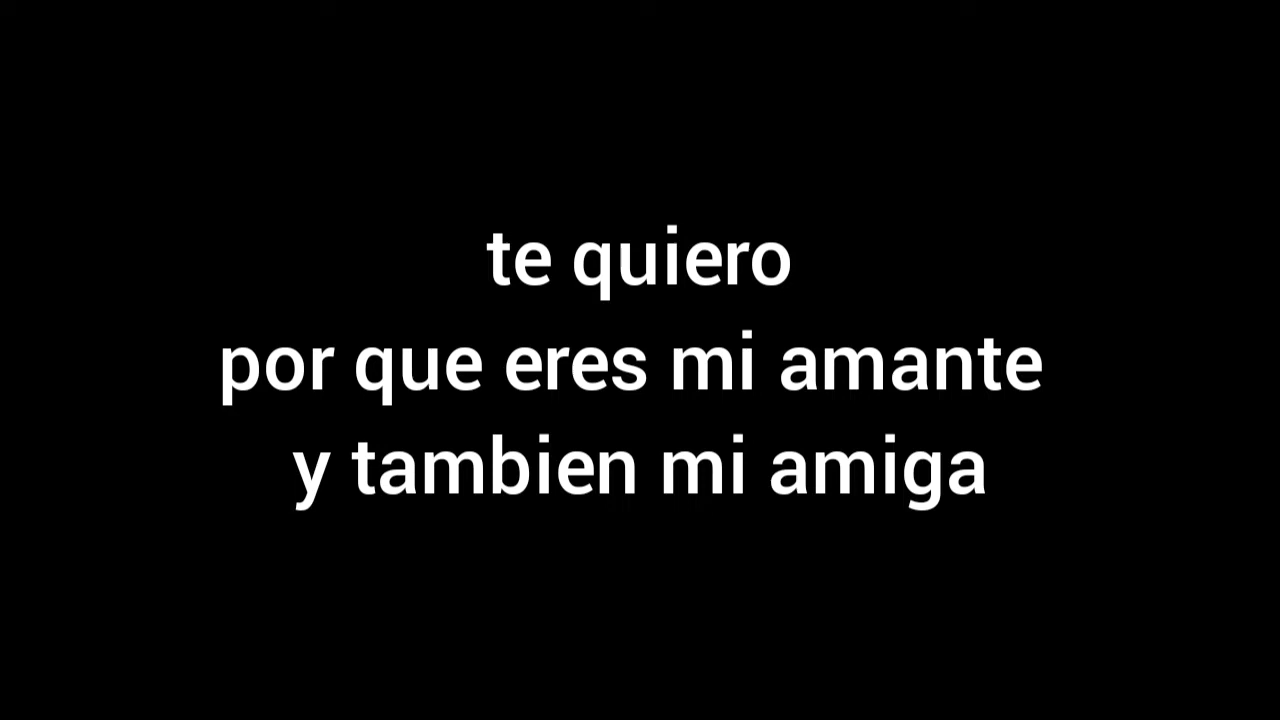 te quiero
por que eres mi amante
y tambien mi amiga